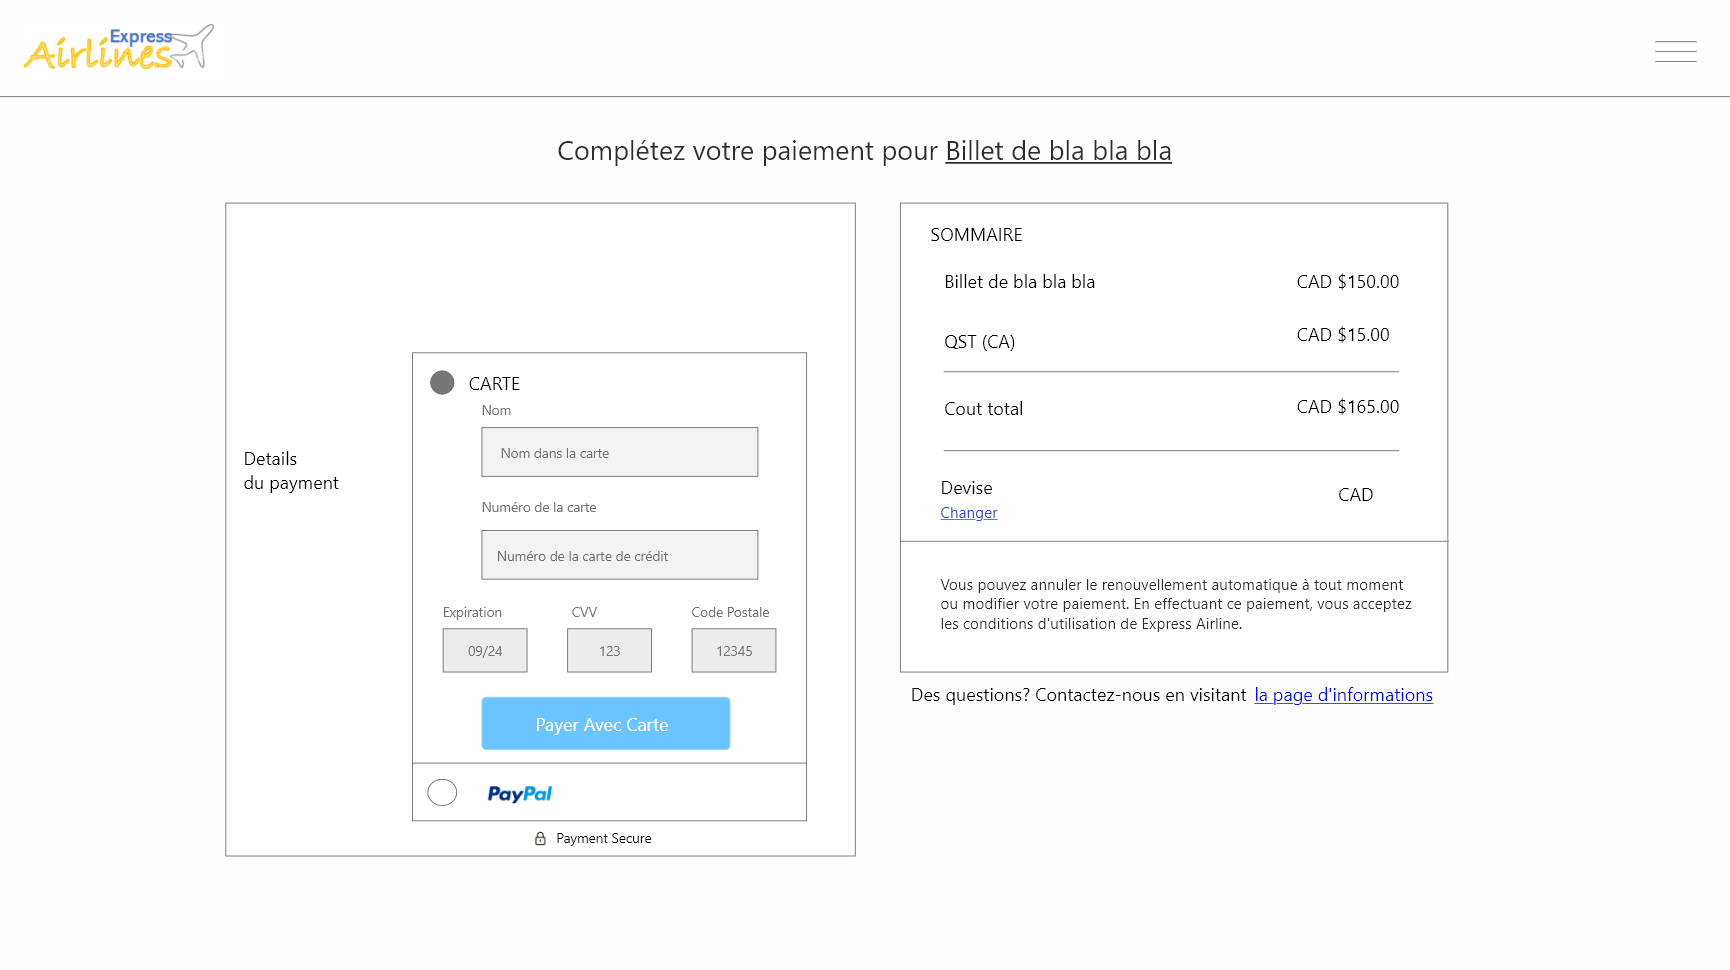 Express
Airlines
Complétez votre paiement pour Billet de bla bla bla
Details
du payment
CARTE
Nom
Nom dans la carte
Numéro de la carte
Numéro de la carte de crédit
Expiration CVV Code Postale
09/24 123 12345
Payer Avec Carte
PayPal
Payment Secure
SOMMAIRE
Billet de bla bla bla CAD $150.00
QST (CA) CAD $15.00
Cout total CAD $165.00
Devise CAD
Changer
Vous pouvez annuler le renouvellement automatique à tout moment
ou modifier votre paiement. En effectuant ce paiement, vous acceptez
les conditions d'utilisation de Express Airline.
Des questions? Contactez-nous en visitant la page d'informations